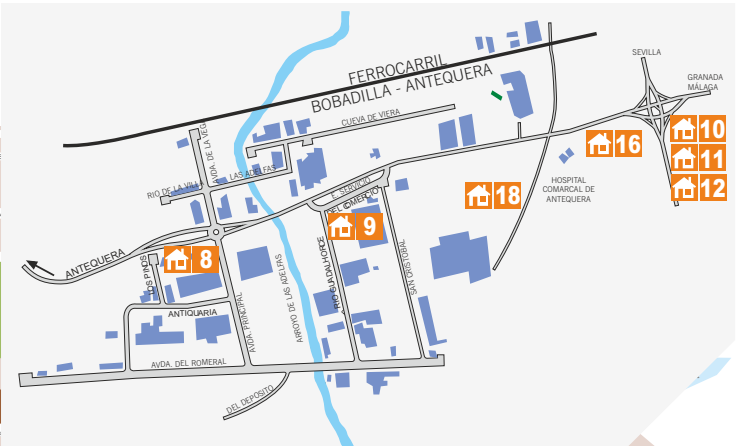 FERROCARRIL
BOBADILLA - ANTEQUERA
SEVILLA
GRANADA
MÁLAGA
CUEVA DE VIERA
AVDA. DE LA VEGA
LAS ADELFAS
RIO DE LA VILLA
10
11
12
16
HOSPITAL
COMARCAL DE
ANTEQUERA
18
E. SERVICIO
DEL COMERCIO
9
8
ANTEQUERA
LOS PINOS
ANTIQUARIA
AVDA. PRINCIPAL
ARROYO DE LAS ADELFAS
RIO GUADALHORCE
SAN CRISTOBAL
AVDA. DEL ROMERAL
DEL DEPOSITO